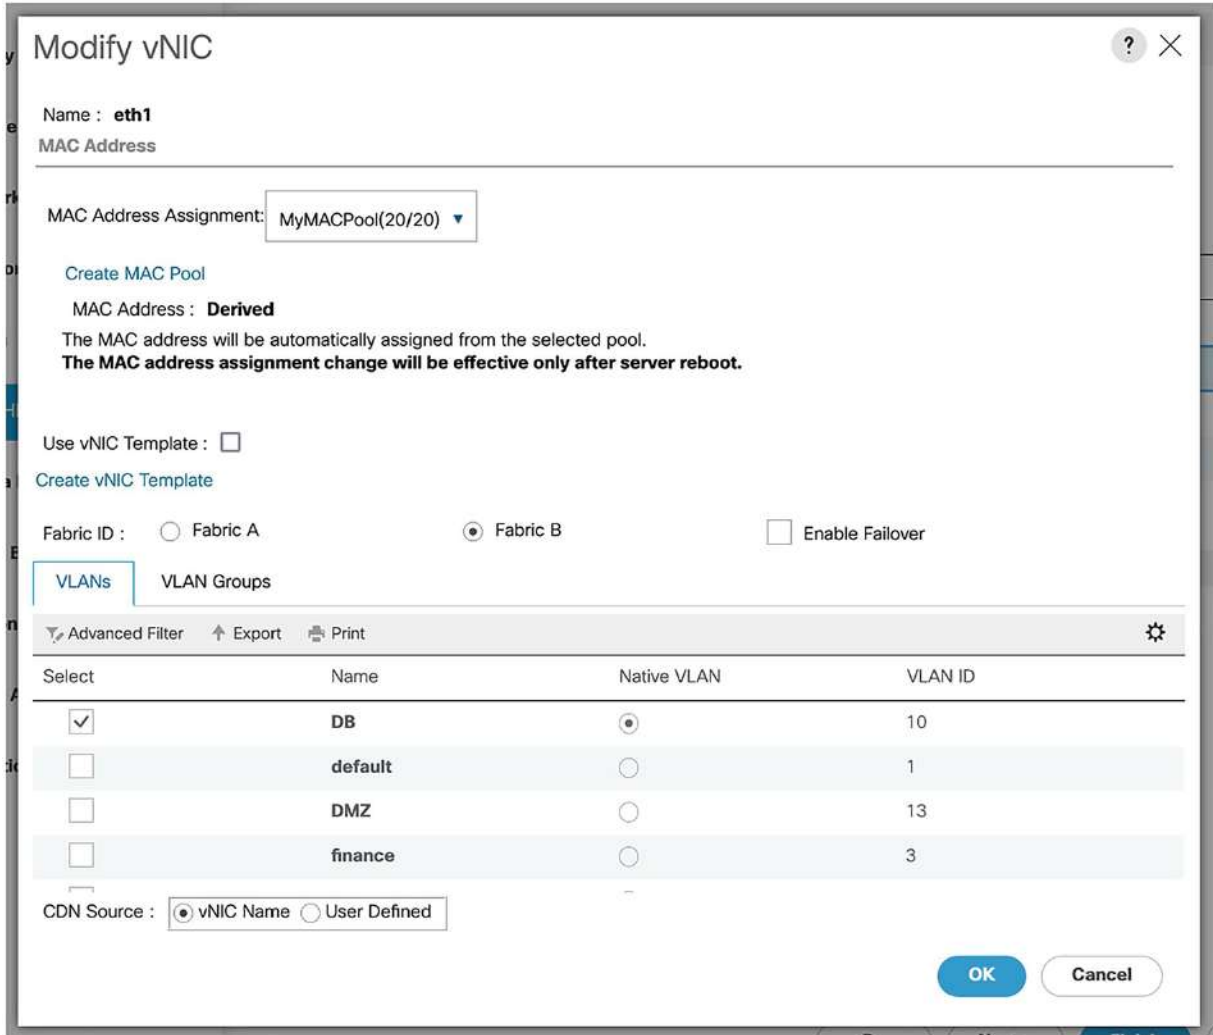 Modify vNIC
?
Name : eth1
MAC Address
MAC Address Assignment: MyMACPool(20/20)
Create MAC Pool
MAC Address : Derived
The MAC address will be automatically assigned from the selected pool.
The MAC address assignment change will be effective only after server reboot.
Use vNIC Template :
Create vNIC Template
Fabric ID : Fabric A Fabric B Enable Failover
VLANs VLAN Groups
Advanced Filter Export Print
Select Name Native VLAN VLAN ID
DB 10
default 1
DMZ 13
finance 3
CDN Source : vNIC Name User Defined
OK Cancel